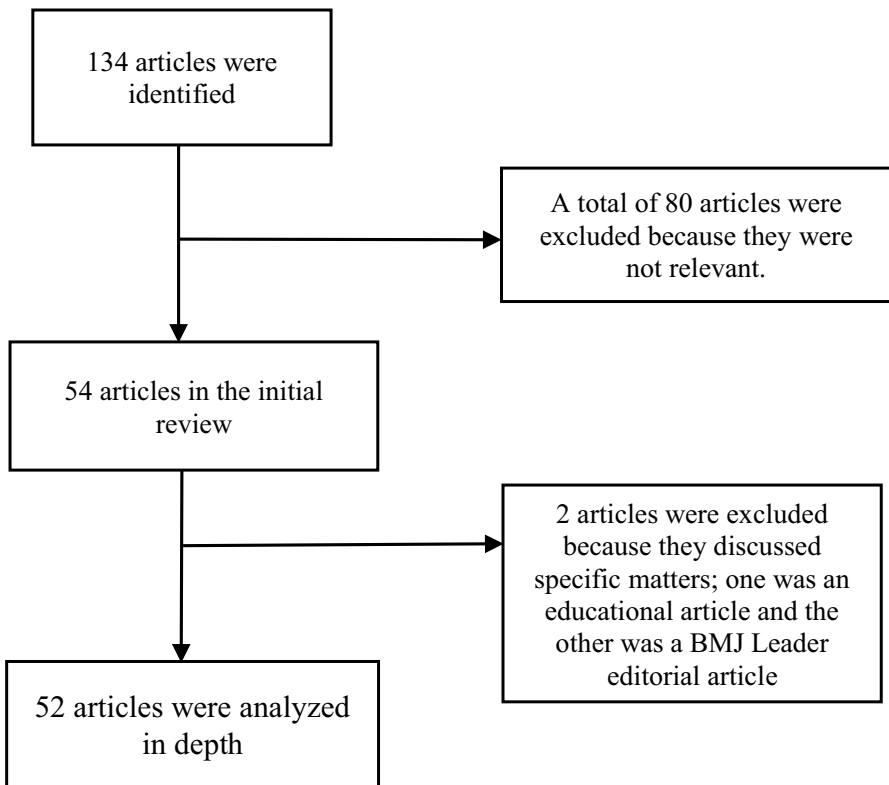 134 articles were
identified
A total of 80 articles were
excluded because they were
not relevant.
54 articles in the initial
review
2 articles were excluded
because they discussed
specific matters; one was an
educational article and the
other was a BMJ Leader
editorial article
52 articles were analyzed
in depth